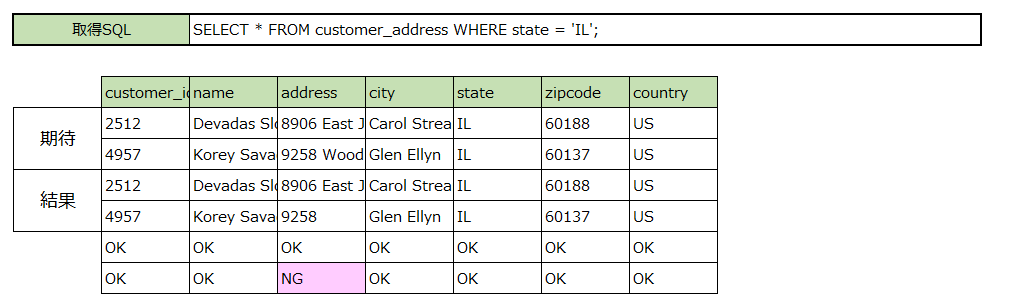 取得SQL SELECT * FROM customer_address WHERE state = 'IL';
customer_id name address city state zipcode country
期待
2512 Devadas Slo 8906 East J Carol Strea IL 60188 US
4957 Korey Sava 9258 Wood Glen Ellyn IL 60137 US
結果
2512 Devadas Slo 8906 East J Carol Strea IL 60188 US
4957 Korey Sava 9258 Glen Ellyn IL 60137 US
OK OK OK OK OK OK OK
OK OK NG OK OK OK OK